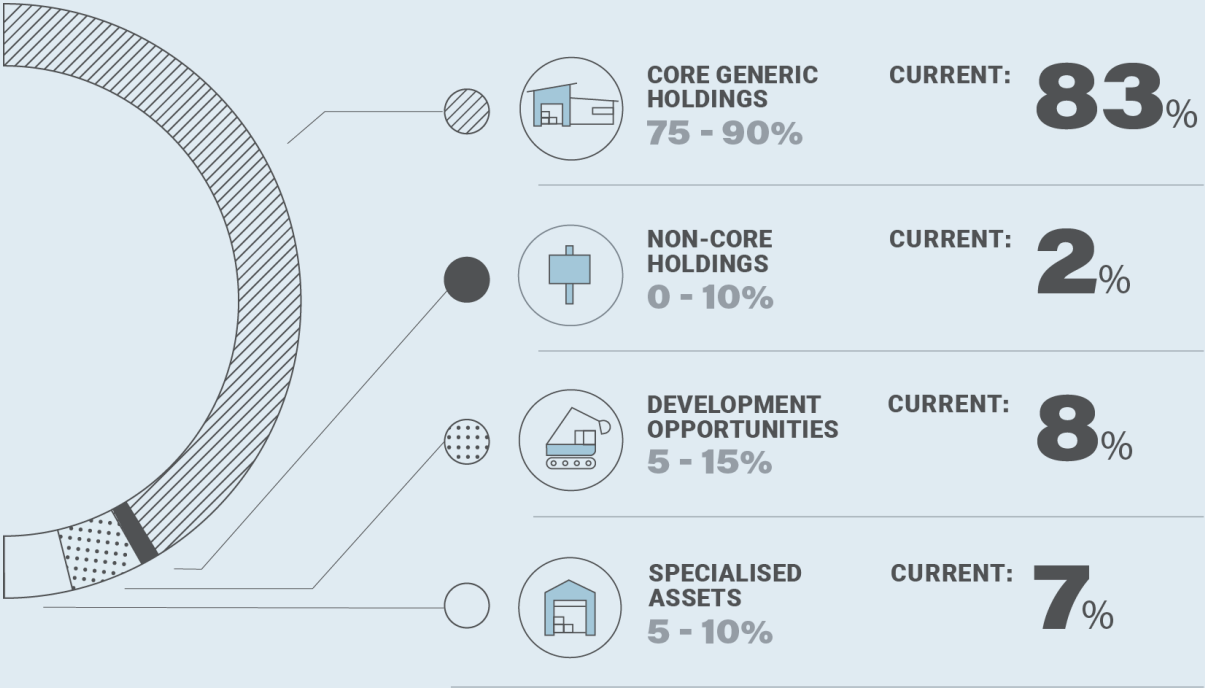 CORE GENERIC
HOLDINGS
75 - 90%
CURRENT: 83%
NON-CORE
HOLDINGS
0 - 10%
CURRENT: 2%
DEVELOPMENT
OPPORTUNITIES
5 - 15%
CURRENT: 8%
SPECIALISED
ASSETS
5 - 10%
CURRENT: 7%